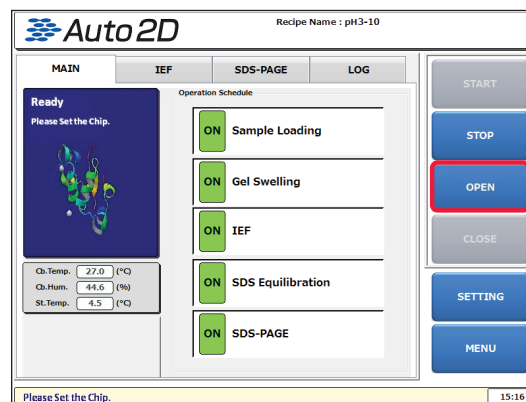 Auto2D
Recipe Name : pH3-10
MAIN
IEF
SDS-PAGE
LOG
Ready
Please Set the Chip.
Cb.Temp. 27.0 (°C)
Cb.Hum. 44.6 (%)
St.Temp. 4.5 (°C)
Operation Schedule
ON Sample Loading
ON Gel Swelling
ON IEF
ON SDS Equilibration
ON SDS-PAGE
START
STOP
OPEN
CLOSE
SETTING
MENU
Please Set the Chip.
15:16